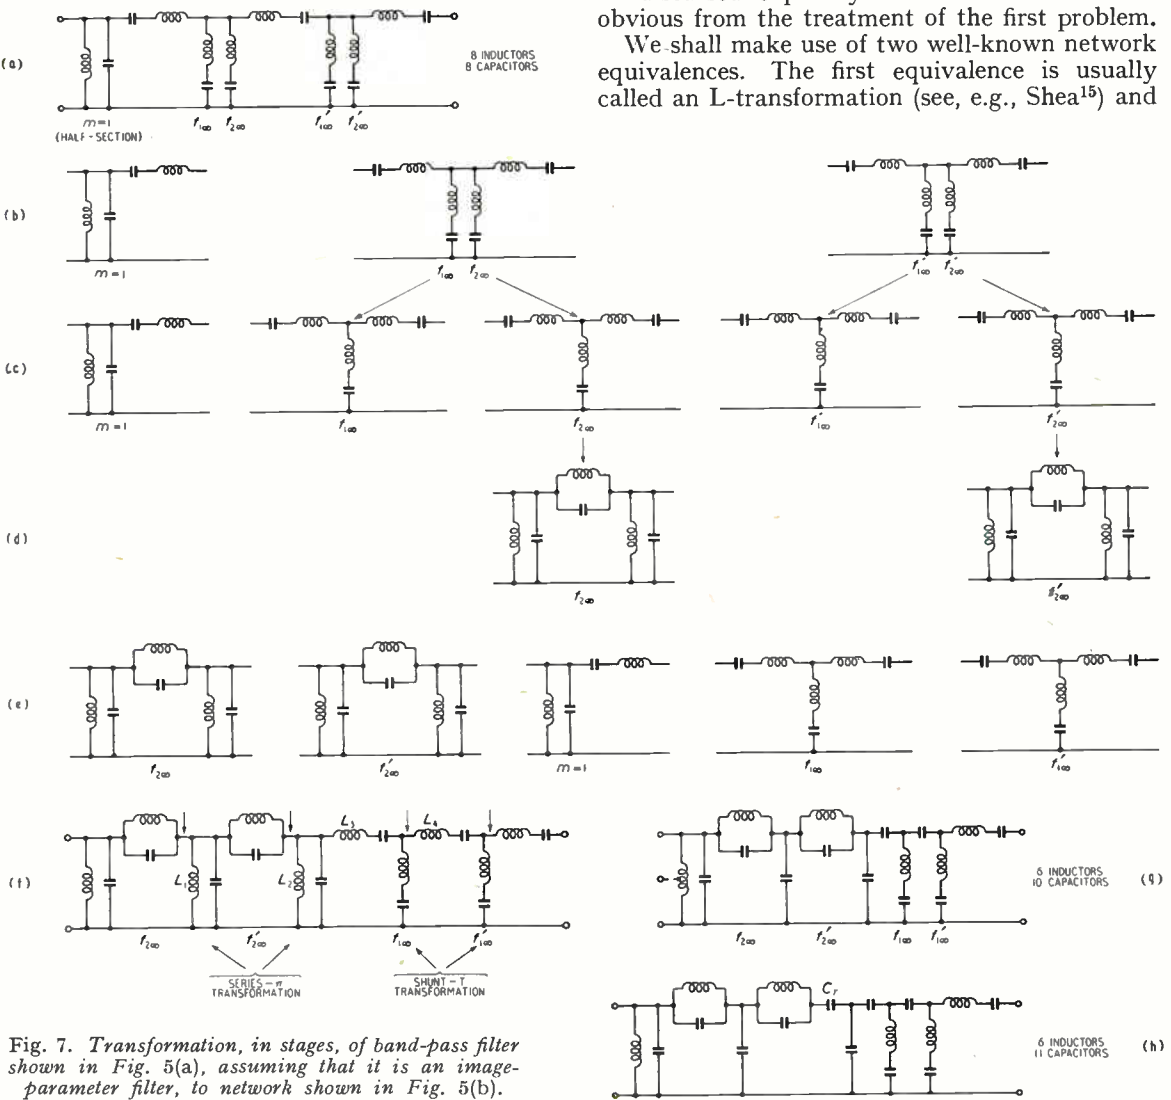 obvious from the treatment of the first problem.
We shall make use of two well-known network
equivalences. The first equivalence is usually
called an L-transformation (see, e.g., Shea¹⁵) and
(a)
8 INDUCTORS
8 CAPACITORS
m=1
(HALF-SECTION)
f₁∞ f₂∞ f′₁∞ f′₂∞
(b)
m=1
f₁∞ f₂∞
f′₁∞ f′₂∞
(c)
m=1
f₁∞
f₂∞
f′₁∞
f′₂∞
(d)
f₂∞
f′₂∞
(e)
f₂∞
f′₂∞
m=1
f₁∞
f′₁∞
(f)
L₁ L₂ L₃ L₄
f₂∞ f′₂∞ f₁∞ f′₁∞
SERIES-π
TRANSFORMATION
SHUNT-T
TRANSFORMATION
6 INDUCTORS
10 CAPACITORS
(g)
f₂∞ f′₂∞ f₁∞ f′₁∞
Cᵣ
6 INDUCTORS
11 CAPACITORS
(h)
Fig. 7. Transformation, in stages, of band-pass filter
shown in Fig. 5(a), assuming that it is an image-
parameter filter, to network shown in Fig. 5(b).